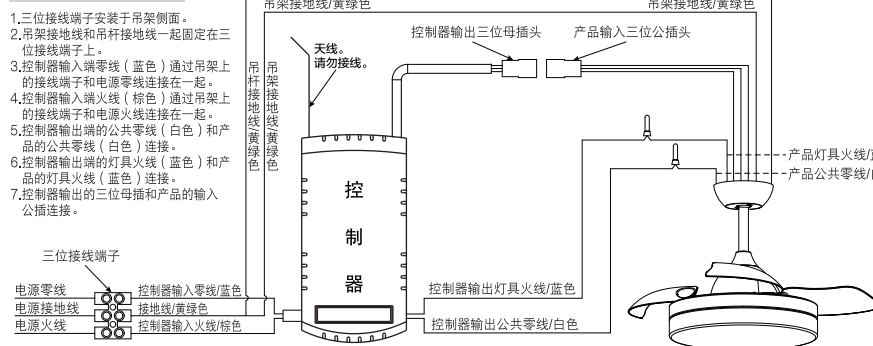 吊架接地线/黄绿色
吊架接地线/黄绿色
1.三位接线端子安装于吊架侧面。
2.吊架接地线和吊杆接地线一起固定在三
位接线端子上。
3.控制器输入端零线（蓝色）通过吊架上
的接线端子和电源零线连接在一起。
4.控制器输入端火线（棕色）通过吊架上
的接线端子和电源火线连接在一起。
5.控制器输出端的公共零线（白色）和产
品的公共零线（白色）连接。
6.控制器输出端的灯具火线（蓝色）和产
品的灯具火线（蓝色）连接。
7.控制器输出的三位母插和产品的输入
公插连接。
吊杆接地线/黄绿色
吊架接地线/黄绿色
天线。
请勿接线。
控制器输出三位母插头
产品输入三位公插头
产品灯具火线/
产品公共零线/
控制器
三位接线端子
电源零线
控制器输入零线/蓝色
电源接地线
接地线/黄绿色
电源火线
控制器输入火线/棕色
控制器输出灯具火线/蓝色
控制器输出公共零线/白色